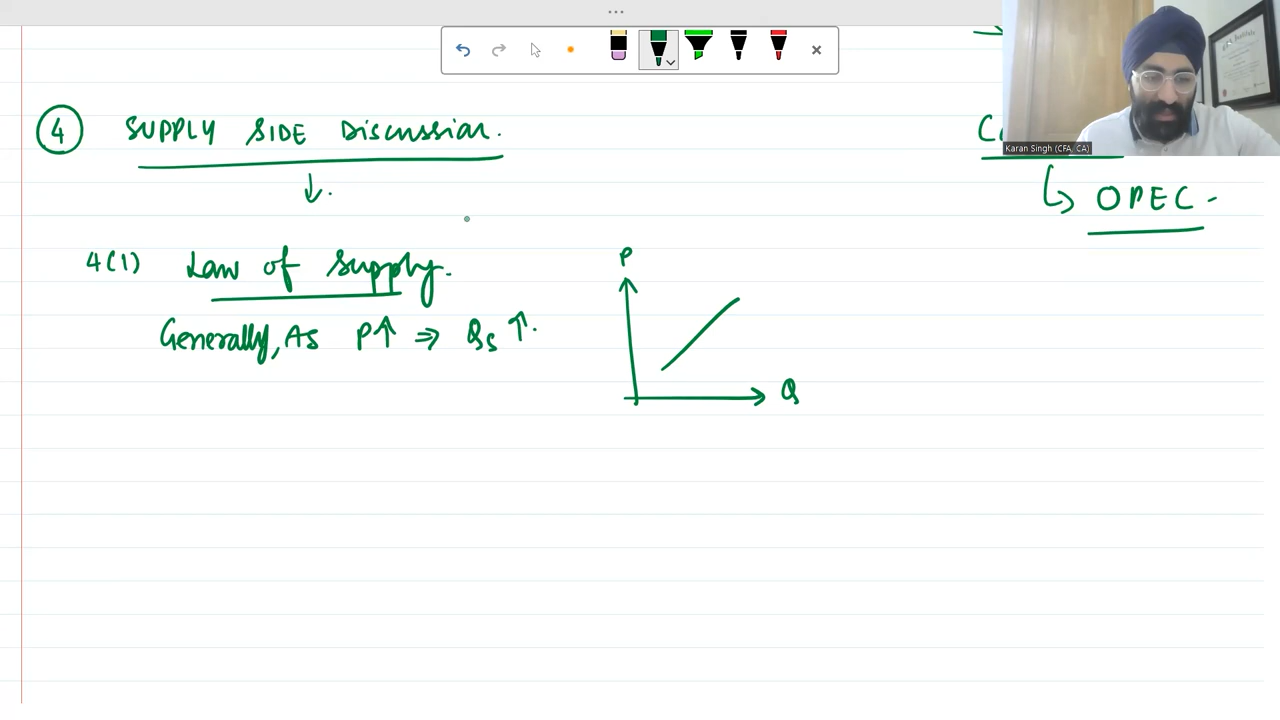 ④ SUPPLY SIDE Discussion.
↓.
OPEC -
4(1) Law of supply.
Generally, As P↑ ⇒ Qs ↑.
P
Q
Karan Singh (CFA, CA)